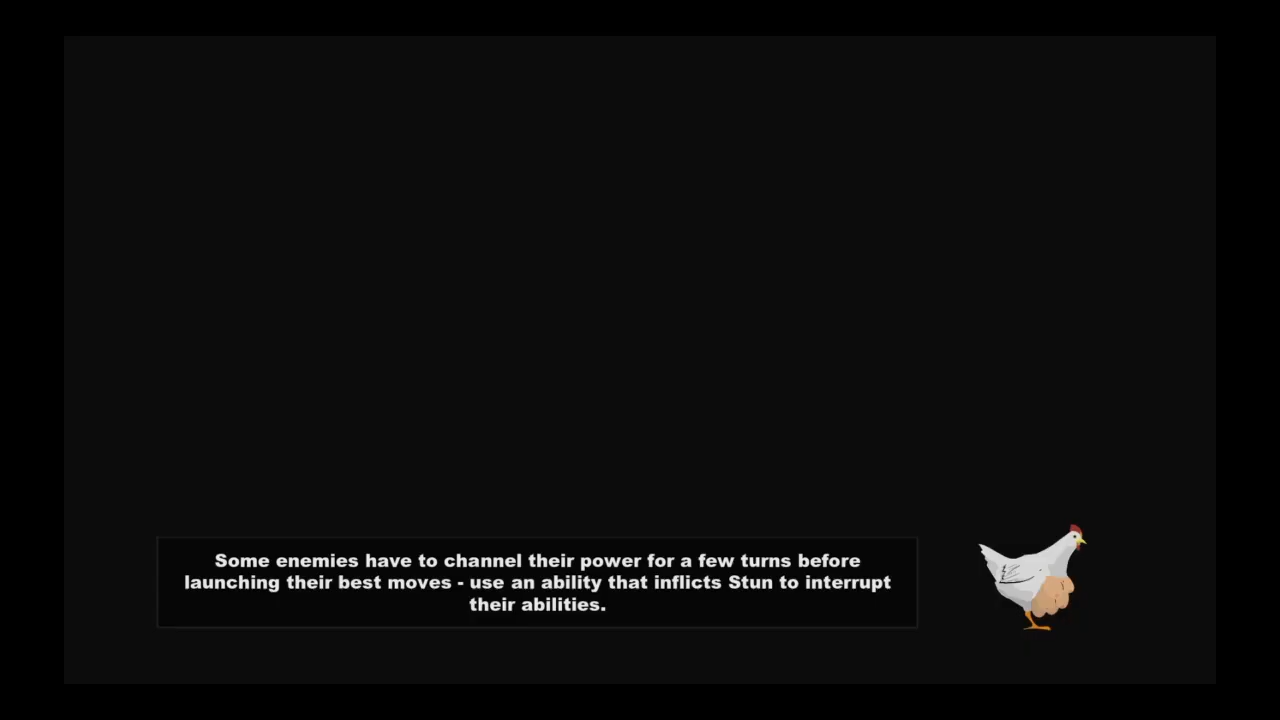 Some enemies have to channel their power for a few turns before
launching their best moves - use an ability that inflicts Stun to interrupt
their abilities.